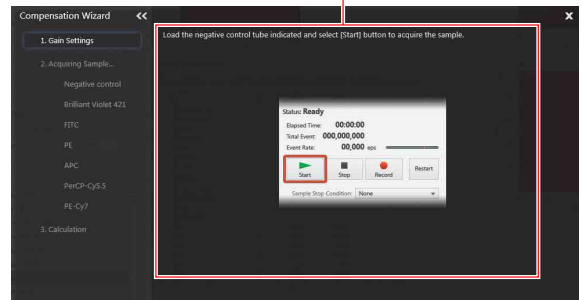 Compensation Wizard <<
X
1. Gain Settings
2. Acquiring Sample...
Negative control
Brilliant Violet 421
FITC
PE
APC
PerCP-Cy5.5
PE-Cy7
3. Calculation
Load the negative control tube indicated and select [Start] button to acquire the sample.
Status: Ready
Elapsed Time: 00:00:00
Total Event: 000,000,000
Event Rate: 00,000 eps
Start Stop Record Restart
Sample Stop Condition: None